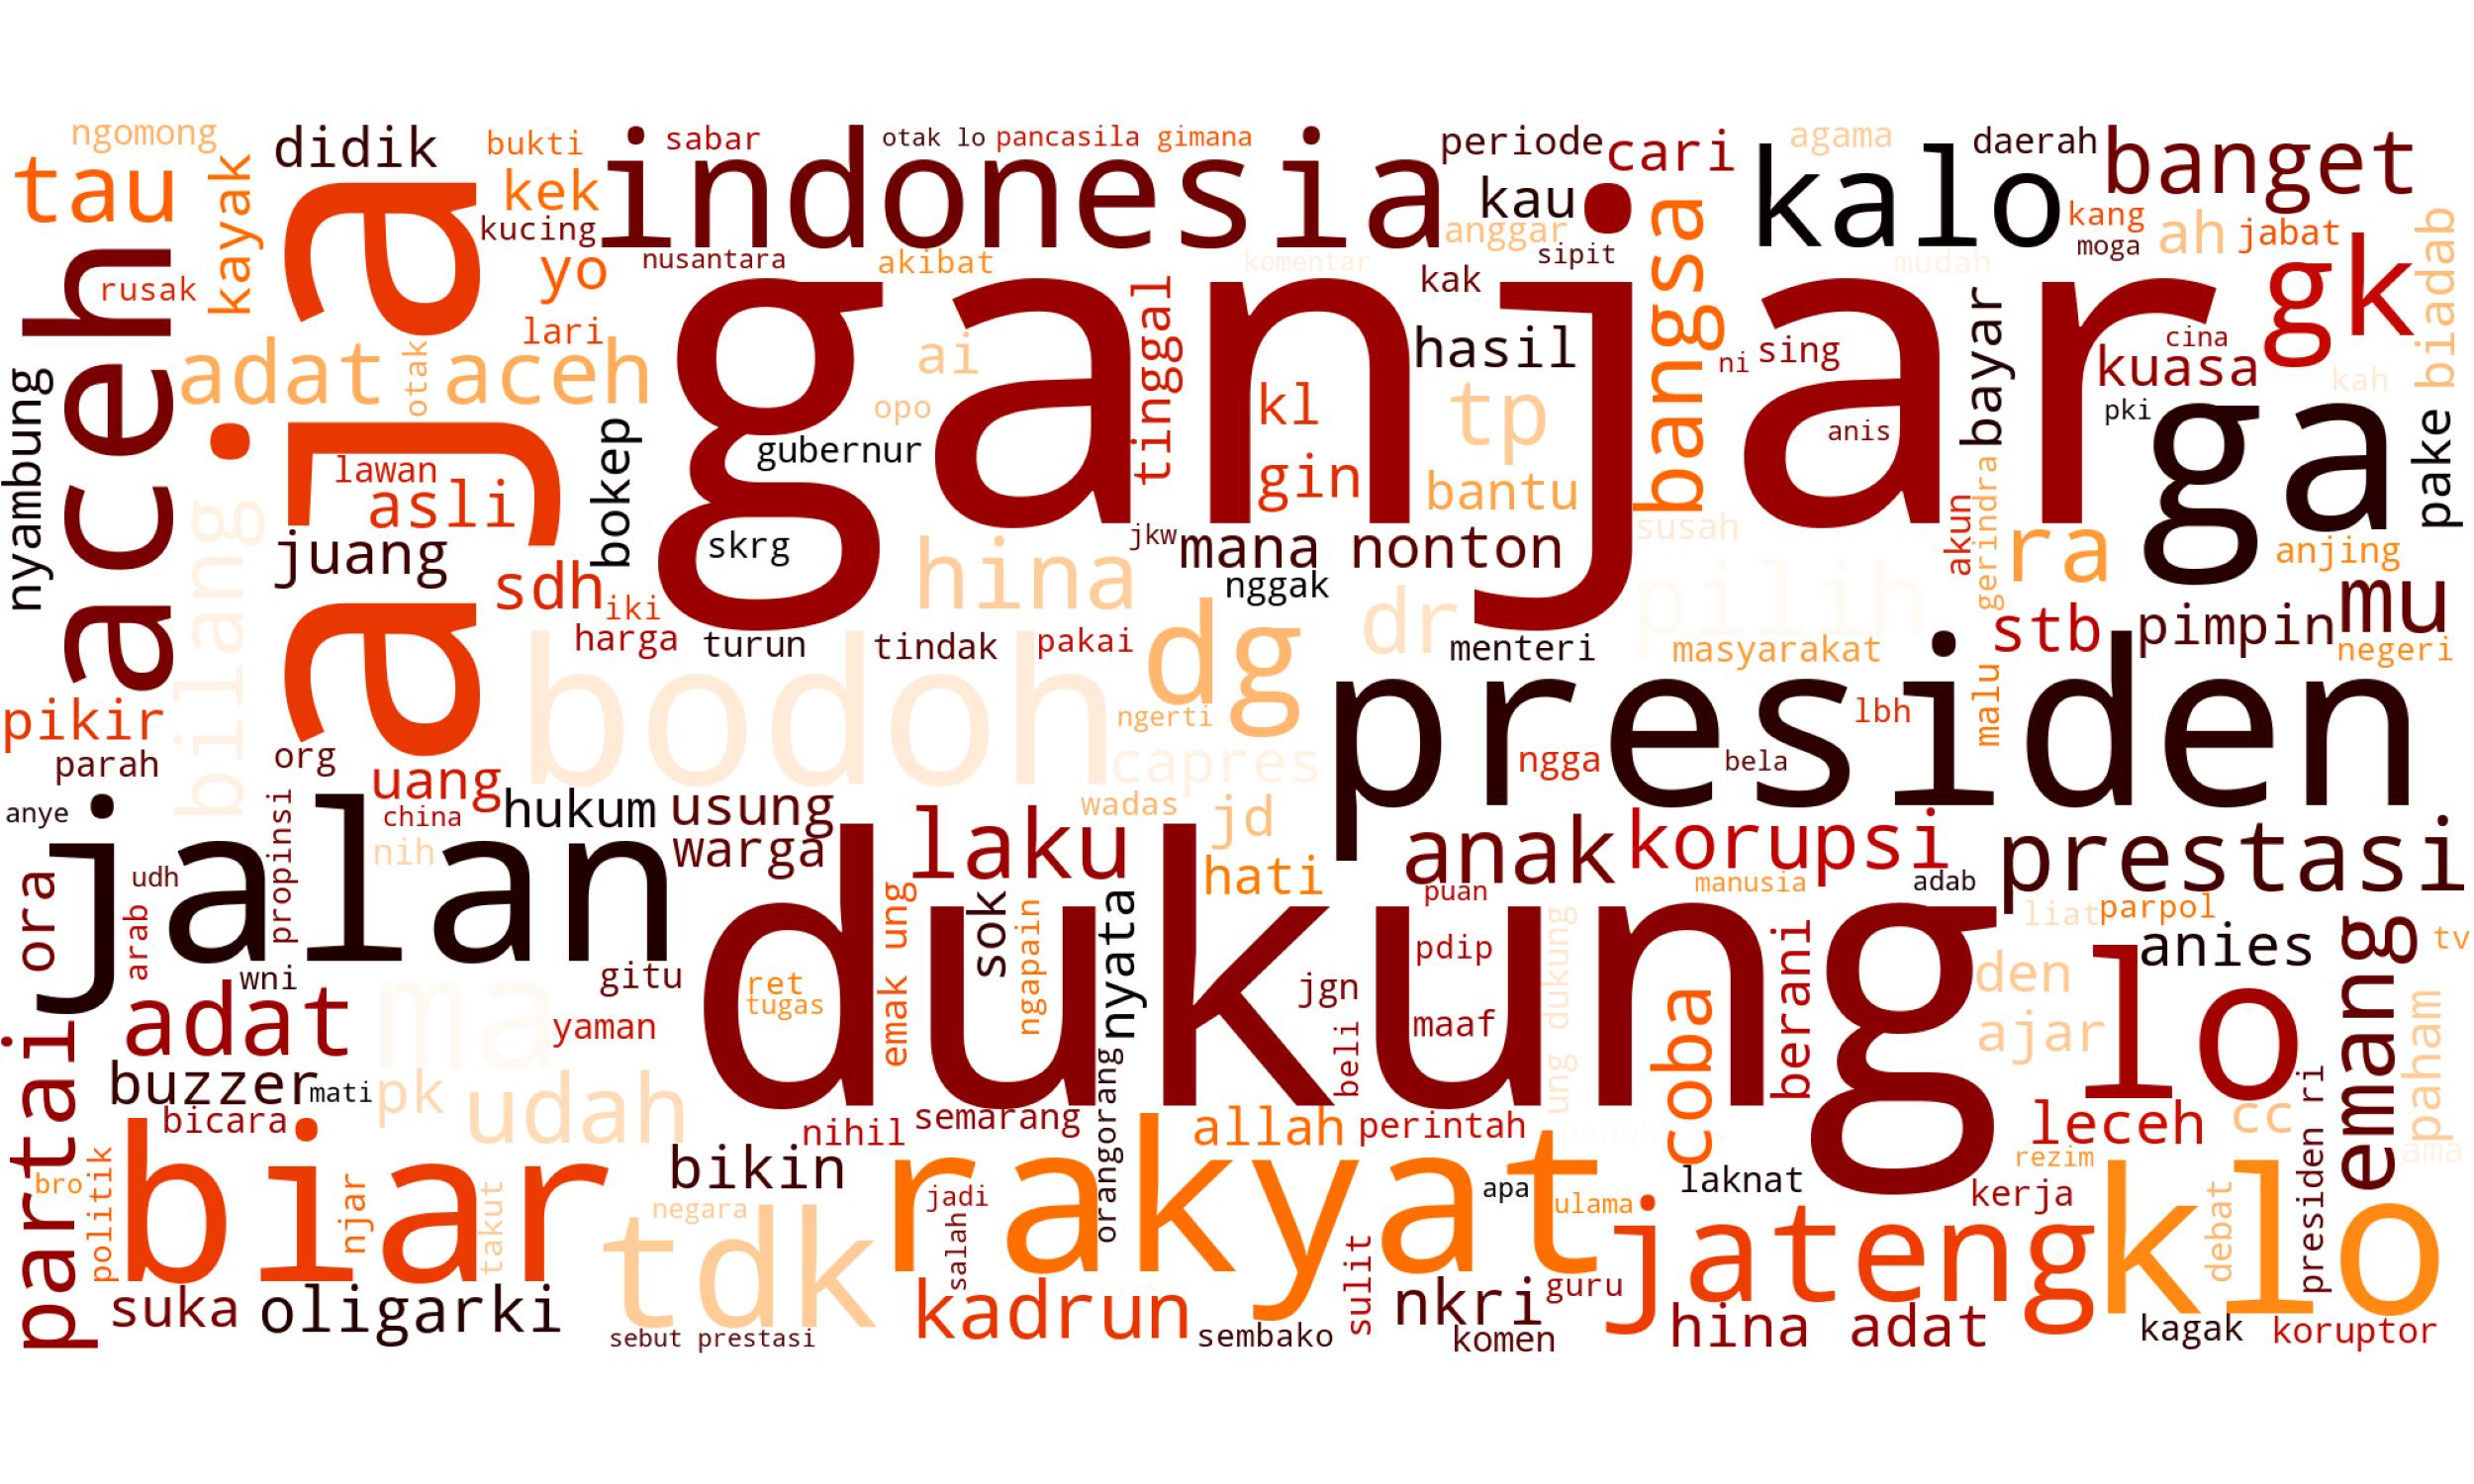 ngomong
didik
bukti
sabar
otak lo
pancasila
gimana
periode
cari
agama
daerah
banget
tau
kayak
kek
indonesia
kau
kalo
kang
ah
jabat
biadab
kucing
anggar
bangsa
moga
yo
nusantara
akibat
komentar
sipit
mudah
aceh
rusak
aja
ganjar
kak
gk
lari
tinggal
hasil
ni
sing
bayar
cina
kuasa
kah
adat
otak
aceh
ai
opo
kl
tp
anis
pki
ga
pake
nyambung
bokep
gubernur
lawan
asli
gin
bantu
juang
skrg
jkw
mana
nonton
susah
akun
gerindra
ra
anjing
bilang
sdh
iki
hina
nggak
dr
pilih
stb
pimpin
mu
harga
turun
tindak
pakai
dg
menteri
masyarakat
negeri
pikir
bodoh
ngerti
presiden
lbh
malu
parah
org
uang
capres
ngga
bela
anye
jalan
propinsi
china
hukum
usung
wadas
jd
nih
warga
laku
hati
anak
korupsi
prestasi
ora
udh
arab
puan
manusia
adab
liat
parpol
wni
gitu
emak ung
sok
ngapain
nyata
dukung
pdip
ung dukung
anies
emang
tv
adat
ma
yaman
ret
tugas
jgn
beli
maaf
coba
berani
den
ajar
lo
paham
partai
buzzer
mati
pk
udah
bicara
nihil
semarang
orangorang
allah
perintah
leceh
cc
presiden ri
ama
bro
politik
biar
njar
takut
bikin
negara
tdk
rakyat
jadi
salah
apa
ulama
laknat
rezim
kerja
jateng
klo
debat
suka
oligarki
kadrun
sulit
nkri
guru
sebut prestasi
sembako
komen
hina adat
kagak
koruptor